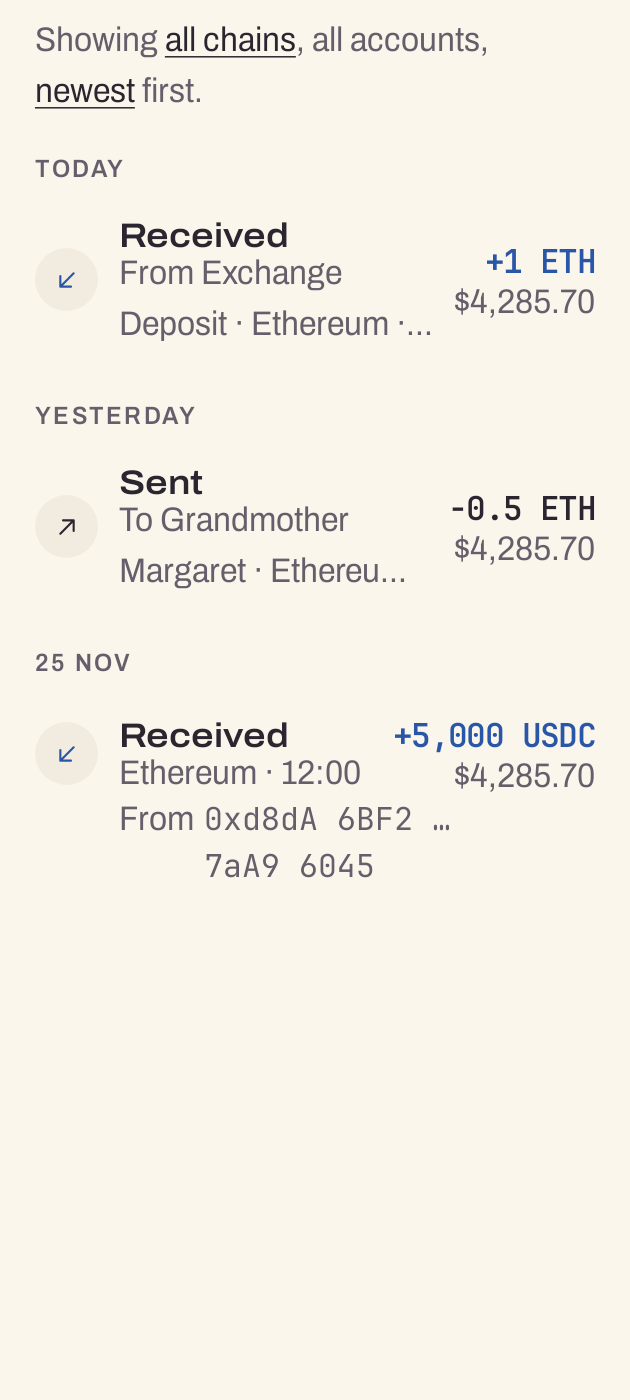 Showing all chains, all accounts,
newest first.
TODAY
Received
From Exchange
Deposit · Ethereum ·…
+1 ETH
$4,285.70
YESTERDAY
Sent
To Grandmother
Margaret · Ethereu…
-0.5 ETH
$4,285.70
25 NOV
Received
+5,000 USDC
Ethereum · 12:00
$4,285.70
From 0xd8dA 6BF2 …
7aA9 6045